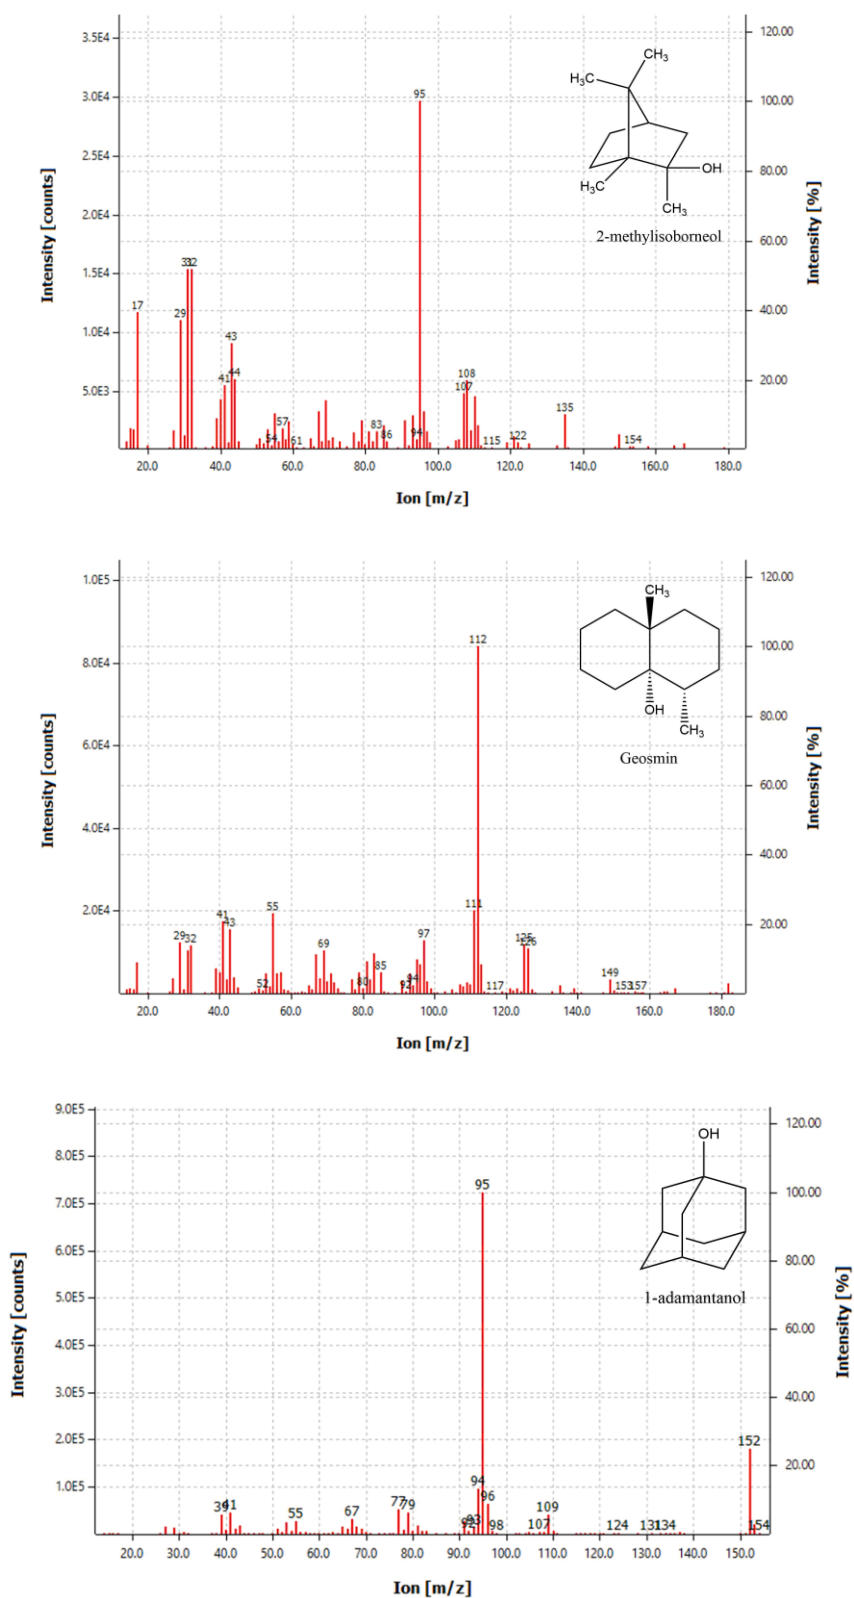 3.5E4
3.0E4
2.5E4
2.0E4
1.5E4
1.0E4
5.0E3
Intensity [counts]
120.00
100.00
80.00
60.00
40.00
20.00
Intensity [%]
95
17
29
32
43
41
44
54
57
61
83
86
94
107
108
115
122
135
154
CH₃
H₃C
OH
H₃C
CH₃
2-methylisoborneol
20.0 40.0 60.0 80.0 100.0 120.0 140.0 160.0 180.0
Ion [m/z]
1.0E5
8.0E4
6.0E4
4.0E4
2.0E4
Intensity [counts]
120.00
100.00
80.00
60.00
40.00
20.00
Intensity [%]
112
29
32
41
43
52
55
69
80
85
92
94
97
111
117
125
126
149
153
157
CH₃
OH
CH₃
Geosmin
20.0 40.0 60.0 80.0 100.0 120.0 140.0 160.0 180.0
Ion [m/z]
9.0E5
8.0E5
7.0E5
6.0E5
5.0E5
4.0E5
3.0E5
2.0E5
1.0E5
Intensity [counts]
120.00
100.00
80.00
60.00
40.00
20.00
Intensity [%]
95
39
41
55
67
77
79
93
94
96
98
107
109
124
131
134
152
154
OH
1-adamantanol
20.0 30.0 40.0 50.0 60.0 70.0 80.0 90.0 100.0 110.0 120.0 130.0 140.0 150.0
Ion [m/z]